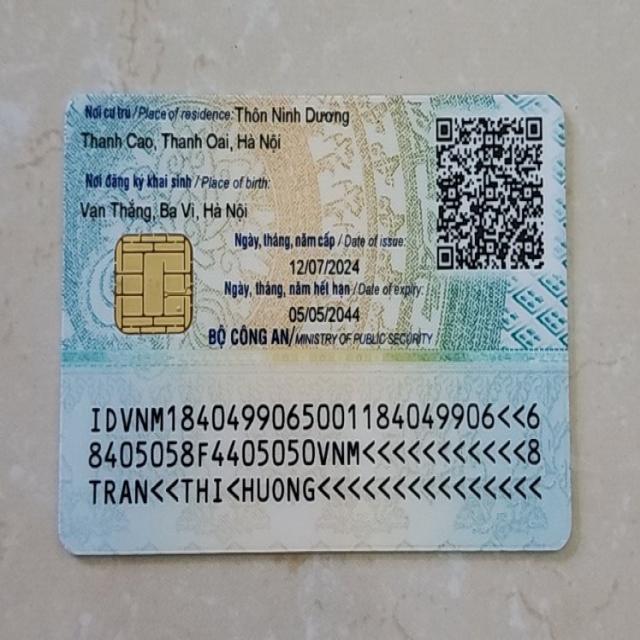 Nơi cư trú / Place of residence: Thôn Ninh Dương
Thanh Cao, Thanh Oai, Hà Nội
Nơi đăng ký khai sinh / Place of birth:
Vạn Thắng, Ba Vì, Hà Nội
Ngày, tháng, năm cấp / Date of issue:
12/07/2024
Ngày, tháng, năm hết hạn / Date of expiry:
05/05/2044
BỘ CÔNG AN/MINISTRY OF PUBLIC SECURITY
IDVNM1840499065001184049906<<6
8405058F4405050VNM<<<<<<<<<<<8
TRAN<<THI<HUONG<<<<<<<<<<<<<<<